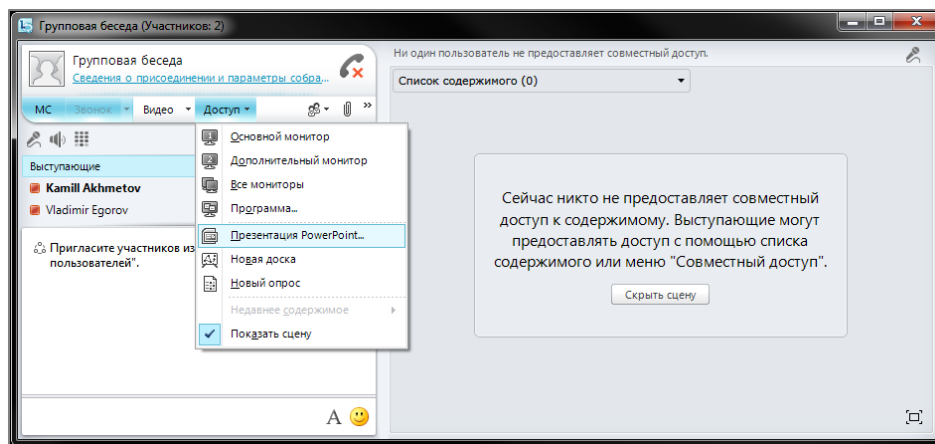 Групповая беседа (Участников: 2)
Групповая беседа
Сведения о присоединении и параметры собра...
МС Звонок Видео Доступ
Выступающие
Kamill Akhmetov
Vladimir Egorov
Пригласите участников из
пользователей".
Основной монитор
Дополнительный монитор
Все мониторы
Программа...
Презентация PowerPoint...
Новая доска
Новый опрос
Недавнее содержимое
Показать сцену
A
Ни один пользователь не предоставляет совместный доступ.
Список содержимого (0)
Сейчас никто не предоставляет совместный
доступ к содержимому. Выступающие могут
предоставлять доступ с помощью списка
содержимого или меню "Совместный доступ".
Скрыть сцену